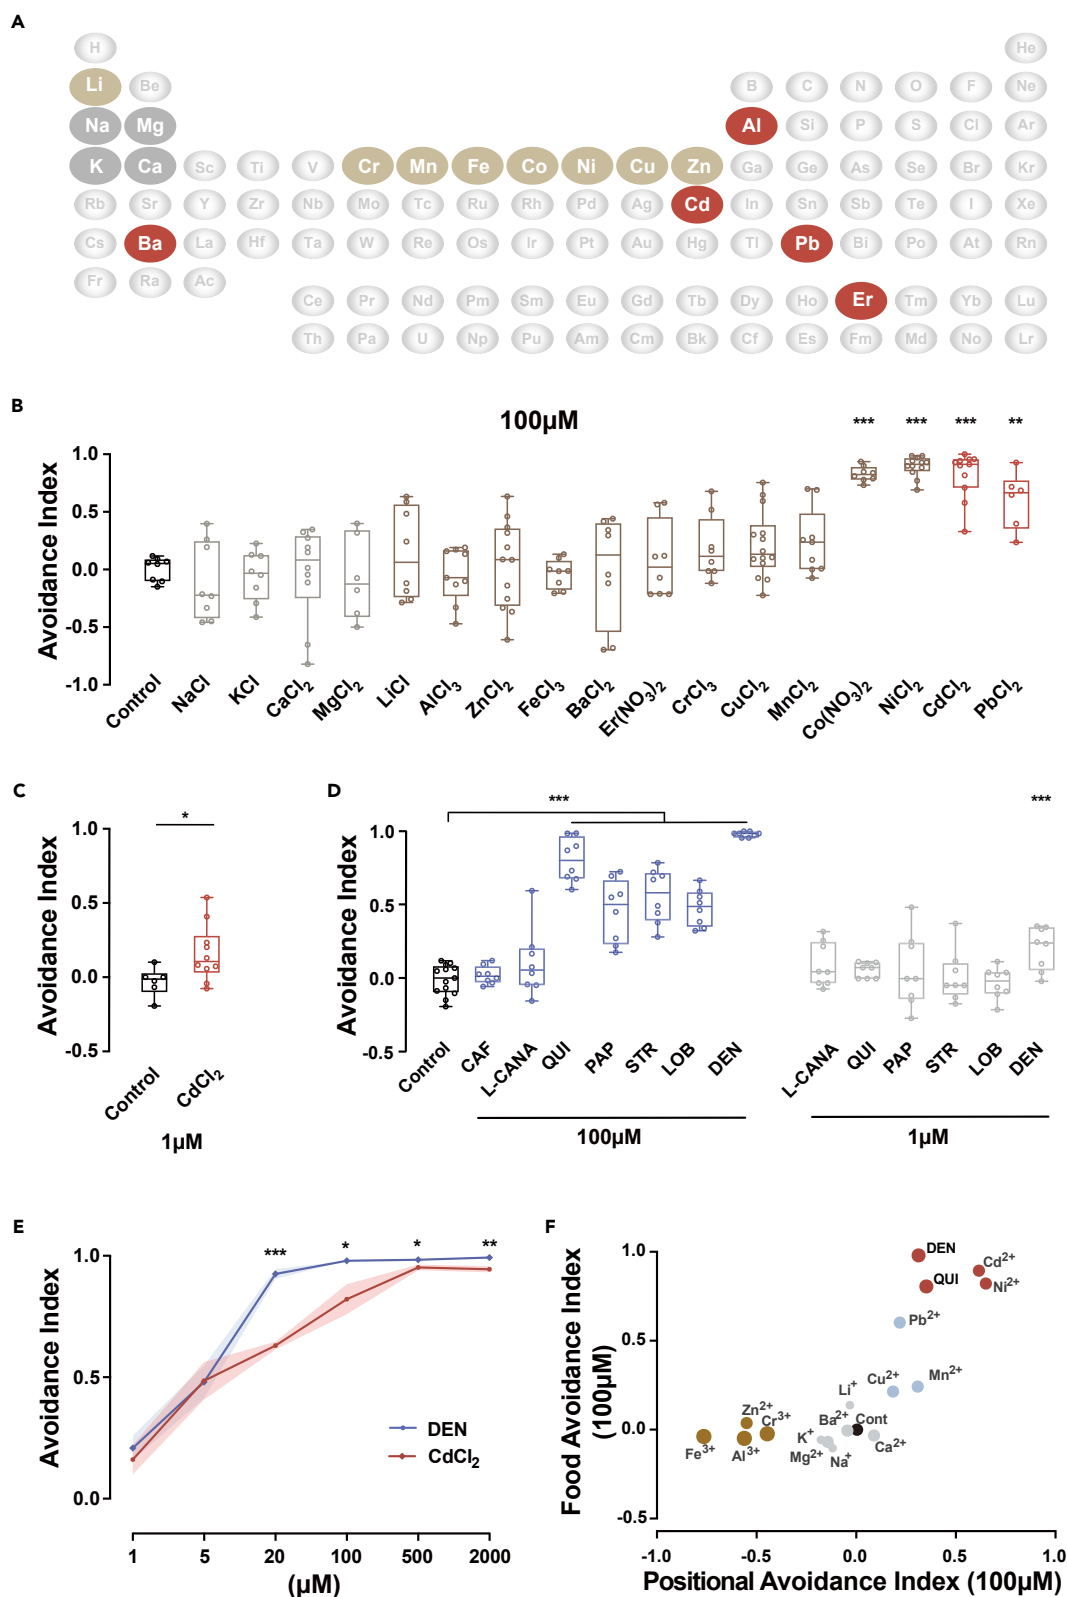 A
H He
Li Be B C N O F Ne
Na Mg Al Si P S Cl Ar
K Ca Sc Ti V Cr Mn Fe Co Ni Cu Zn Ga Ge As Se Br Kr
Rb Sr Y Zr Nb Mo Tc Ru Rh Pd Ag Cd In Sn Sb Te I Xe
Cs Ba La Hf Ta W Re Os Ir Pt Au Hg Tl Pb Bi Po At Rn
Fr Ra Ac
Ce Pr Nd Pm Sm Eu Gd Tb Dy Ho Er Tm Yb Lu
Th Pa U Np Pu Am Cm Bk Cf Es Fm Md No Lr
B
100µM
*** *** *** **
Avoidance Index
1.0
0.5
0.0
-0.5
-1.0
Control NaCl KCl CaCl₂ MgCl₂ LiCl AlCl₃ ZnCl₂ FeCl₃ BaCl₂ Er(NO₃)₂ CrCl₃ CuCl₂ MnCl₂ Co(NO₃)₂ NiCl₂ CdCl₂ PbCl₂
C
*
Avoidance Index
1.0
0.5
0.0
-0.5
Control CdCl₂
1µM
D
*** ***
Avoidance Index
1.0
0.5
0.0
-0.5
Control CAF L-CANA QUI PAP STR LOB DEN L-CANA QUI PAP STR LOB DEN
100µM 1µM
E
*** * * **
Avoidance Index
1.0
0.5
0.0
DEN
CdCl₂
1 5 20 100 500 2000
(µM)
F
Food Avoidance Index
(100µM)
1.0
0.5
0.0
-0.5
DEN
Cd²⁺
QUI
Ni²⁺
Pb²⁺
Cu²⁺ Mn²⁺
Li⁺
Zn²⁺
Cr³⁺ Ba²⁺ Cont
Fe³⁺ Al³⁺ K⁺ Mg²⁺ Na⁺ Ca²⁺
-1.0 -0.5 0.0 0.5 1.0
Positional Avoidance Index (100µM)